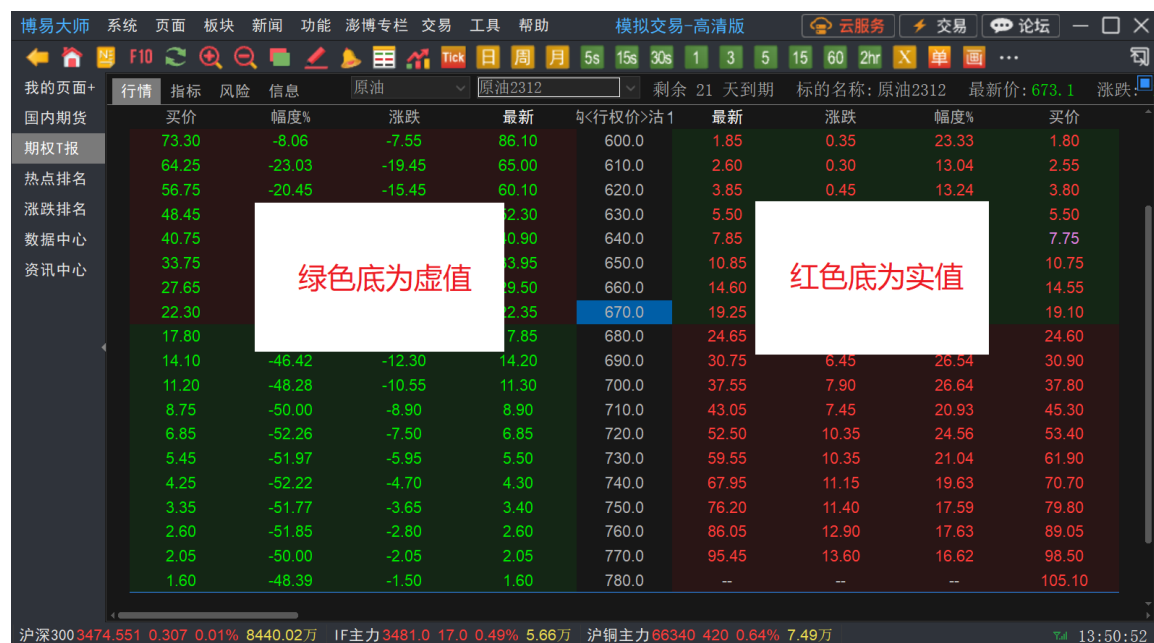 博易大师 系统 页面 板块 新闻 功能 澎博专栏 交易 工具 帮助 模拟交易-高清版 云服务 交易 论坛
F10 Tick 日 周 月 5s 15s 30s 1 3 5 15 60 2hr X 单 画 ...
我的页面+ 行情 指标 风险 信息 原油 原油2312 剩余 21 天到期 标的名称:原油2312 最新价:673.1 涨跌:
国内期货 买价 幅度% 涨跌 最新 <行权价>沽 最新 涨跌 幅度% 买价
73.30 -8.06 -7.55 86.10 600.0 1.85 0.35 23.33 1.80
期权T报
64.25 -23.03 -19.45 65.00 610.0 2.60 0.30 13.04 2.55
热点排名
56.75 -20.45 -15.45 60.10 620.0 3.85 0.45 13.24 3.80
涨跌排名
48.45 2.30 630.0 5.50 5.50
数据中心
40.75 0.90 640.0 7.85 7.75
资讯中心
33.75 3.95 650.0 10.85 10.75
绿色底为虚值 红色底为实值
27.65 9.50 660.0 14.60 14.55
22.30 2.35 670.0 19.25 19.10
17.80 7.85 680.0 24.65 24.60
14.10 -46.42 -12.30 14.20 690.0 30.75 6.45 26.54 30.90
11.20 -48.28 -10.55 11.30 700.0 37.55 7.90 26.64 37.80
8.75 -50.00 -8.90 8.90 710.0 43.05 7.45 20.93 45.30
6.85 -52.26 -7.50 6.85 720.0 52.50 10.35 24.56 53.40
5.45 -51.97 -5.95 5.50 730.0 59.55 10.35 21.04 61.90
4.25 -52.22 -4.70 4.30 740.0 67.95 11.15 19.63 70.70
3.35 -51.77 -3.65 3.40 750.0 76.20 11.40 17.59 79.80
2.60 -51.85 -2.80 2.60 760.0 86.05 12.90 17.63 89.05
2.05 -50.00 -2.05 2.05 770.0 95.45 13.60 16.62 98.50
1.60 -48.39 -1.50 1.60 780.0 -- -- -- 105.10
沪深300 3474.551 0.307 0.01% 8440.02万 IF主力 3481.0 17.0 0.49% 5.66万 沪铜主力 66340 420 0.64% 7.49万 13:50:52